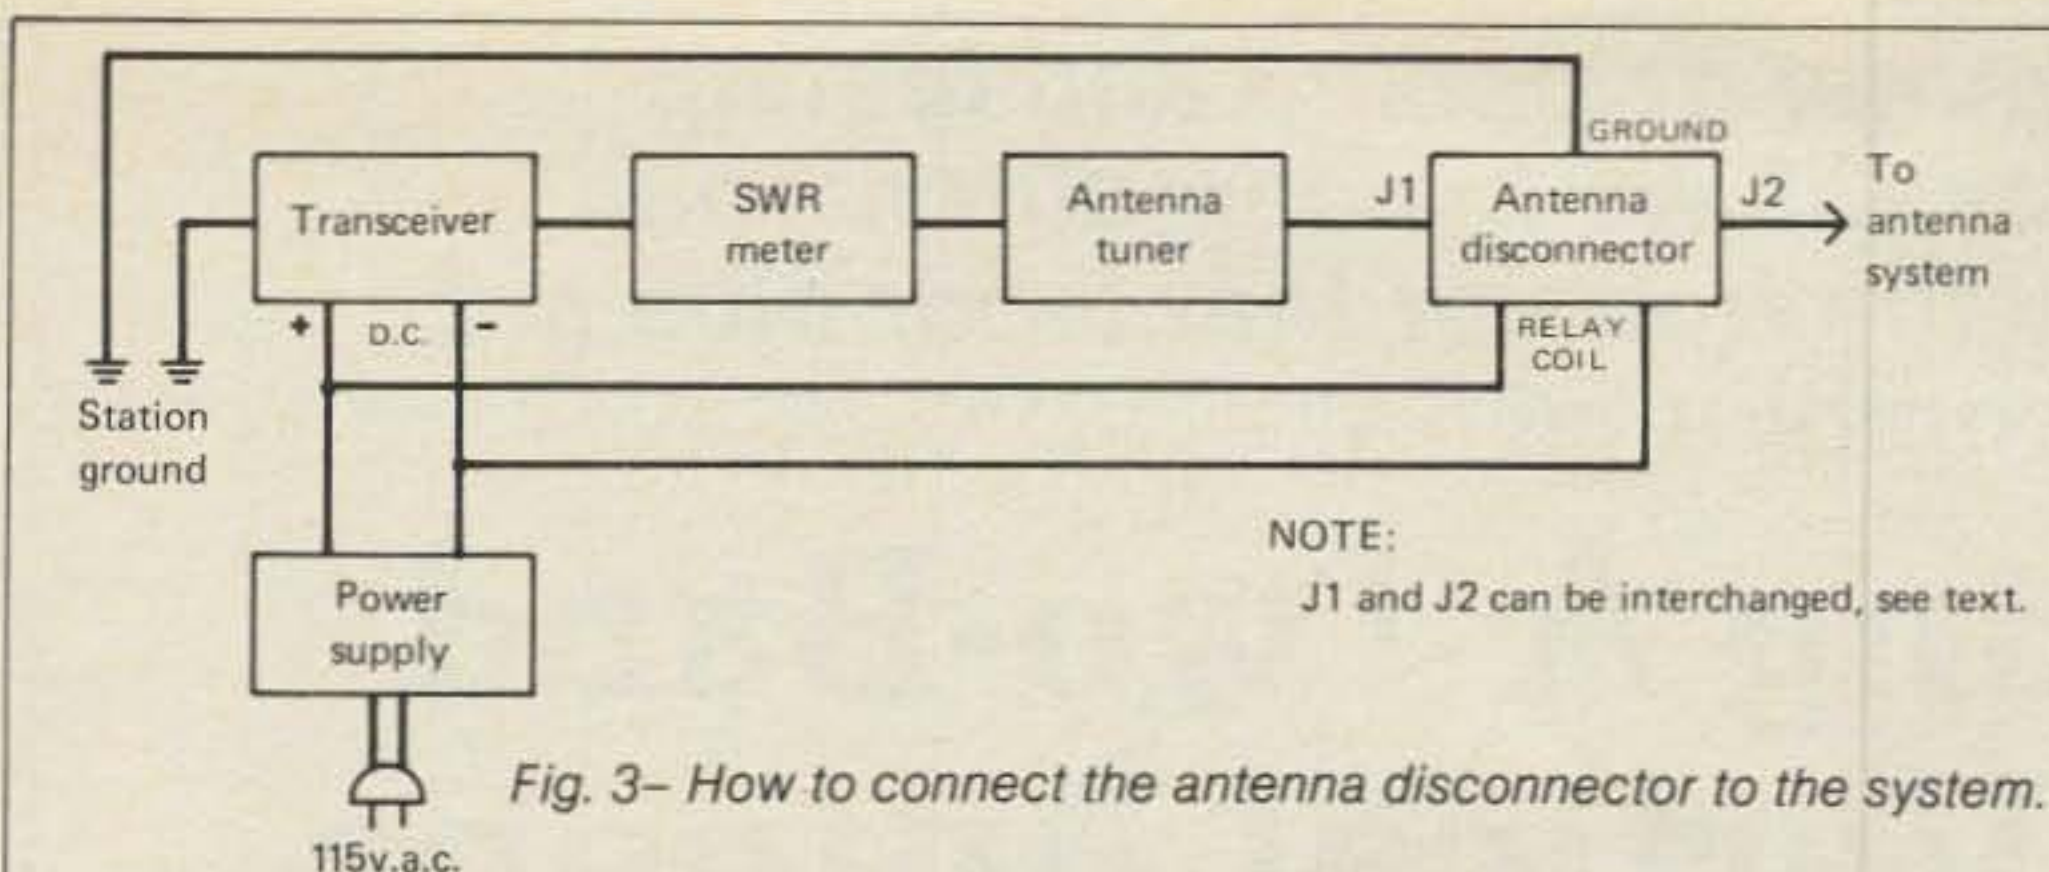 GROUND
Transceiver
SWR
meter
Antenna
tuner
J1
Antenna
disconnector
J2
To
antenna
system
+
D.C.
-
RELAY
COIL
Station
ground
Power
supply
NOTE:
J1 and J2 can be interchanged, see text.
Fig. 3– How to connect the antenna disconnector to the system.
115v.a.c.